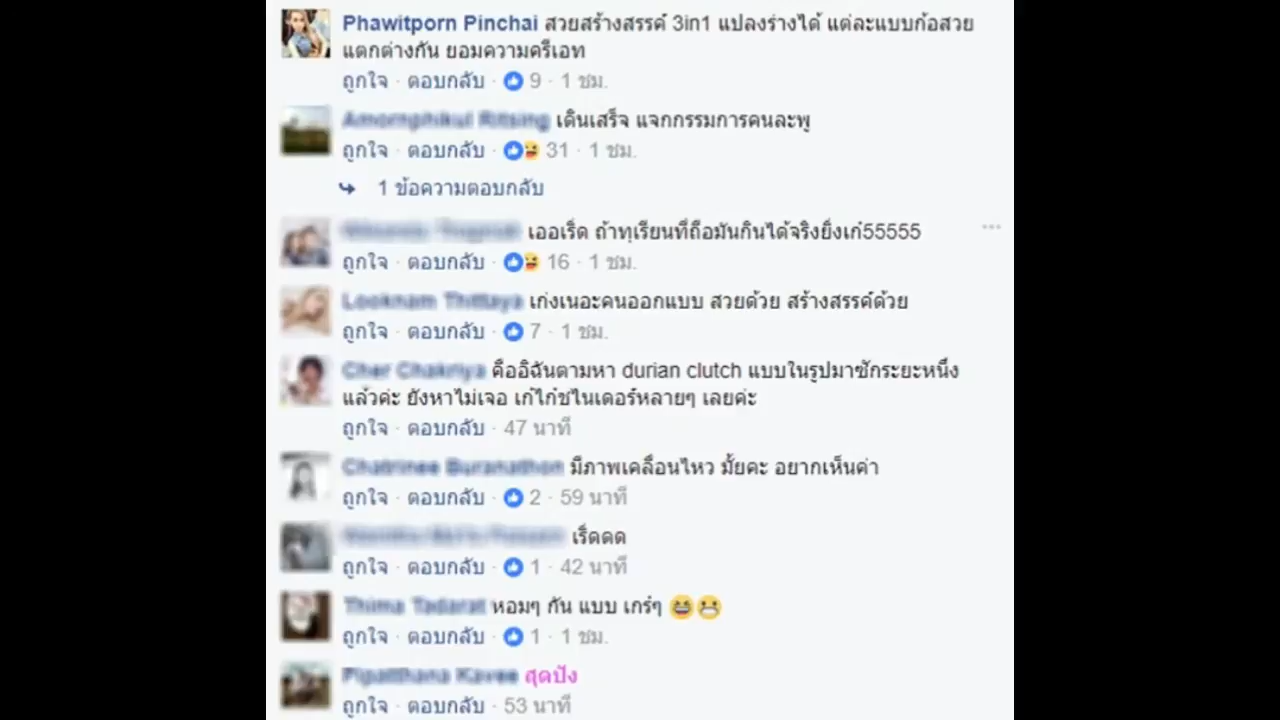 Phawitporn Pinchai สวยสร้างสรรค์ 3in1 แปลงร่างได้ แต่ละแบบก้อสวย
แตกต่างกัน ยอมความครีเอท
ถูกใจ · ตอบกลับ · 9 · 1 ชม.
Amornphikul Ritsing เดินเสร็จ แจกกรรมการคนละพู
ถูกใจ · ตอบกลับ · 31 · 1 ชม.
1 ข้อความตอบกลับ
เออเริ่ด ถ้าทุเรียนที่ถือมันกินได้จริงยิ่งเก๋55555
ถูกใจ · ตอบกลับ · 16 · 1 ชม.
Looknam Thittaya เก่งเนอะคนออกแบบ สวยด้วย สร้างสรรค์ด้วย
ถูกใจ · ตอบกลับ · 7 · 1 ชม.
Cher Chakriya คืออิฉันตามหา durian clutch แบบในรูปมาซักระยะหนึ่ง
แล้วค่ะ ยังหาไม่เจอ เก๋ไก๋ชไนเดอร์หลายๆ เลยค่ะ
ถูกใจ · ตอบกลับ · 47 นาที
Chatrinee Buranathon มีภาพเคลื่อนไหว มั้ยคะ อยากเห็นค่า
ถูกใจ · ตอบกลับ · 2 · 59 นาที
เริ่ดดด
ถูกใจ · ตอบกลับ · 1 · 42 นาที
Thima Tadarat หอมๆ กัน แบบ เกร๋ๆ
ถูกใจ · ตอบกลับ · 1 · 1 ชม.
Pipatthana Kavee สุดปัง
ถูกใจ · ตอบกลับ · 53 นาที